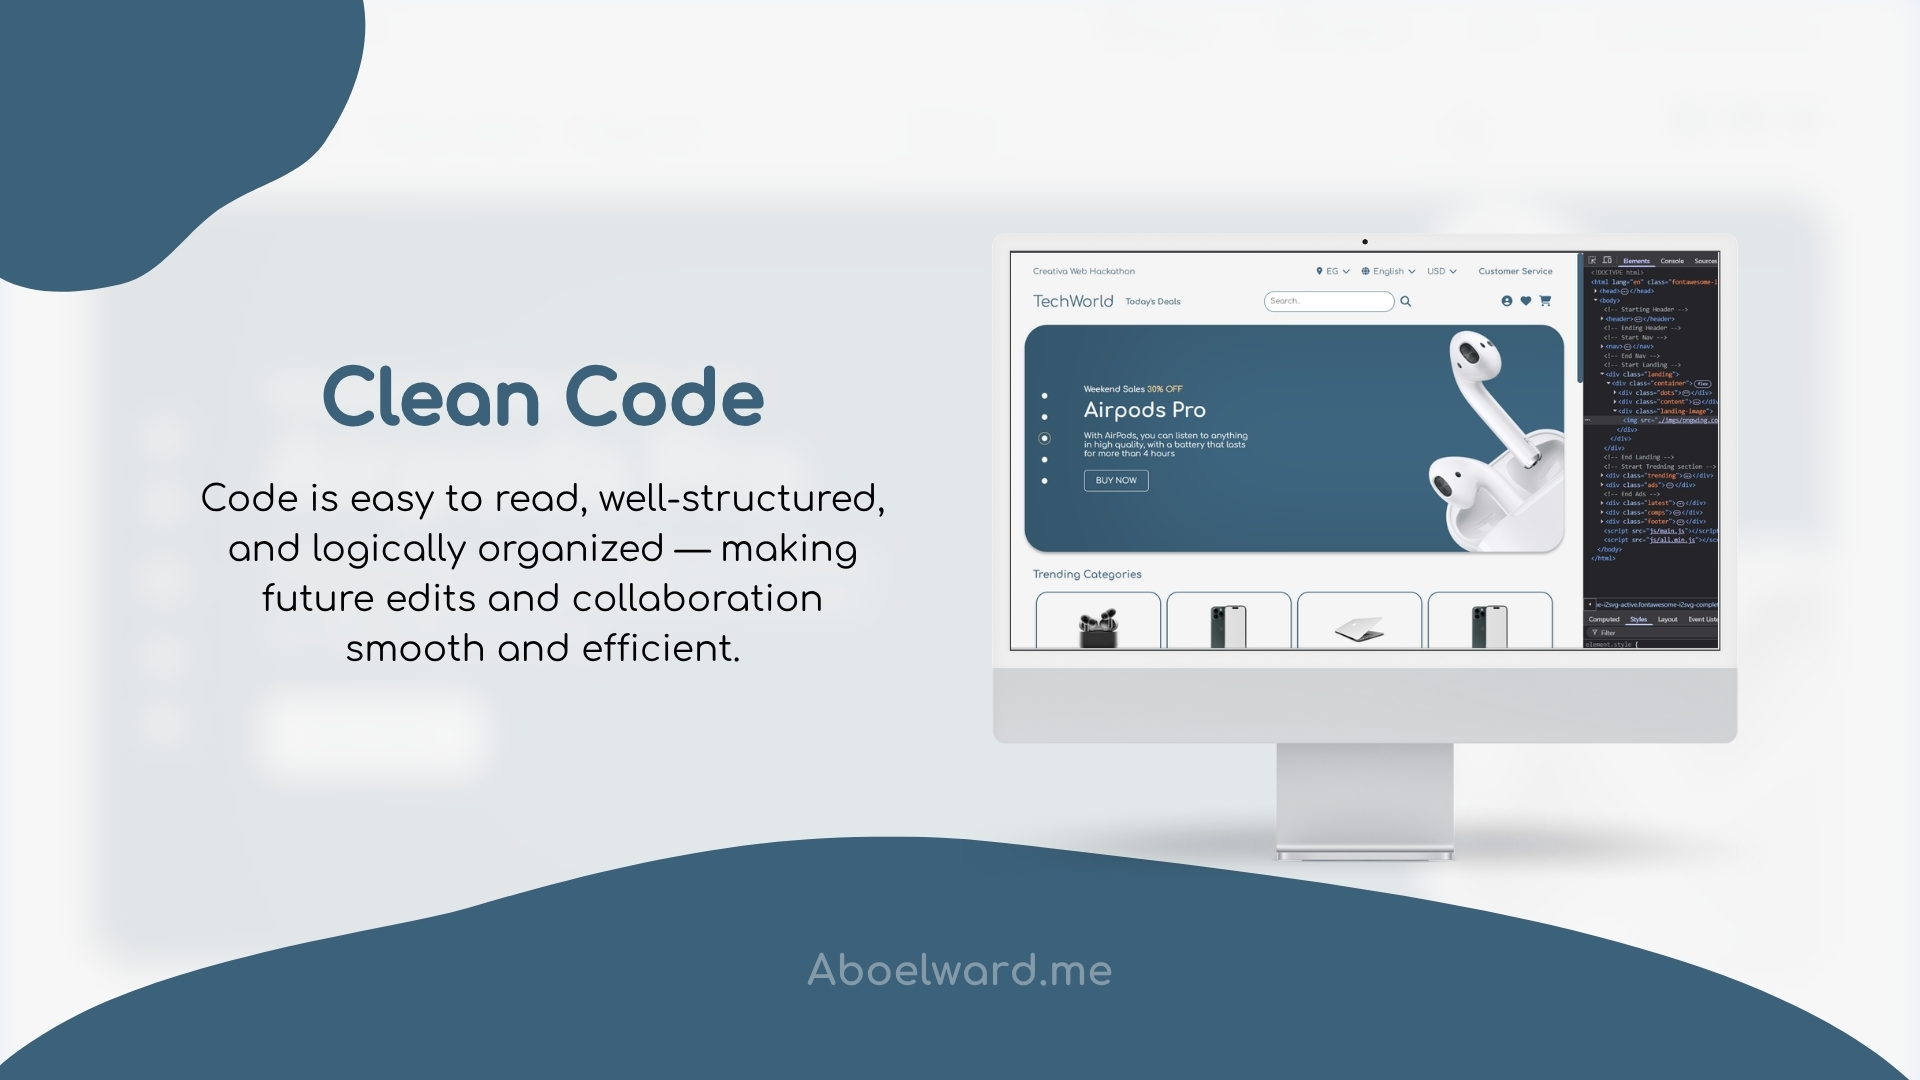 Clean Code
Code is easy to read, well-structured,
and logically organized — making
future edits and collaboration
smooth and efficient.
Creativa Web Hackathon
EG
English
USD
Customer Service
TechWorld
Today's Deals
Search..
Weekend Sales 30% OFF
Airpods Pro
With AirPods, you can listen to anything
in high quality, with a battery that lasts
for more than 4 hours
BUY NOW
Trending Categories
Elements Console Sources
<!DOCTYPE html>
<html lang="en" class="fontawesome-i
<head></head>
<body>
<!-- Starting Header -->
<header></header>
<!-- Ending Header -->
<!-- Start Nav -->
<nav></nav>
<!-- End Nav -->
<!-- Start Landing -->
<div class="landing">
<div class="container"> flex
<div class="dots"></div>
<div class="content"></div
<div class="landing-image">
</div>
</div>
</div>
<!-- End Landing -->
<div class="trending"></div>
<div class="ads"></div>
<!-- End Ads -->
<div class="latest"></div>
<div class="comps"></div>
<div class="footer"></div>
<script src="js/main.js"></script
<script src="js/all.min.js"></sc
</body>
</html>
Computed Styles Layout Event Liste
Filter
element.style {
Aboelward.me